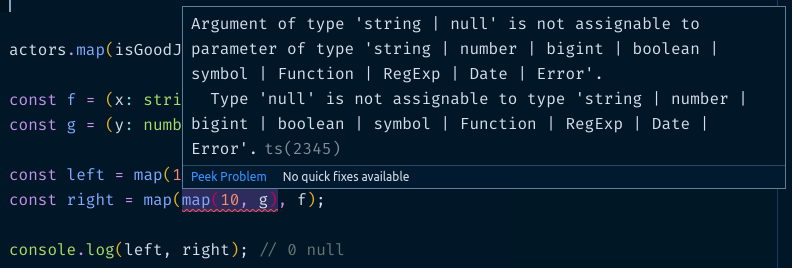 Argument of type 'string | null' is not assignable to
parameter of type 'string | number | bigint | boolean |
symbol | Function | RegExp | Date | Error'.
  Type 'null' is not assignable to type 'string | number |
bigint | boolean | symbol | Function | RegExp | Date |
Error'. ts(2345)
Peek Problem No quick fixes available
actors.map(isGoodJ
const f = (x: stri
const g = (y: numb
const left = map(1
const right = map(map(10, g), f);
console.log(left, right); // 0 null